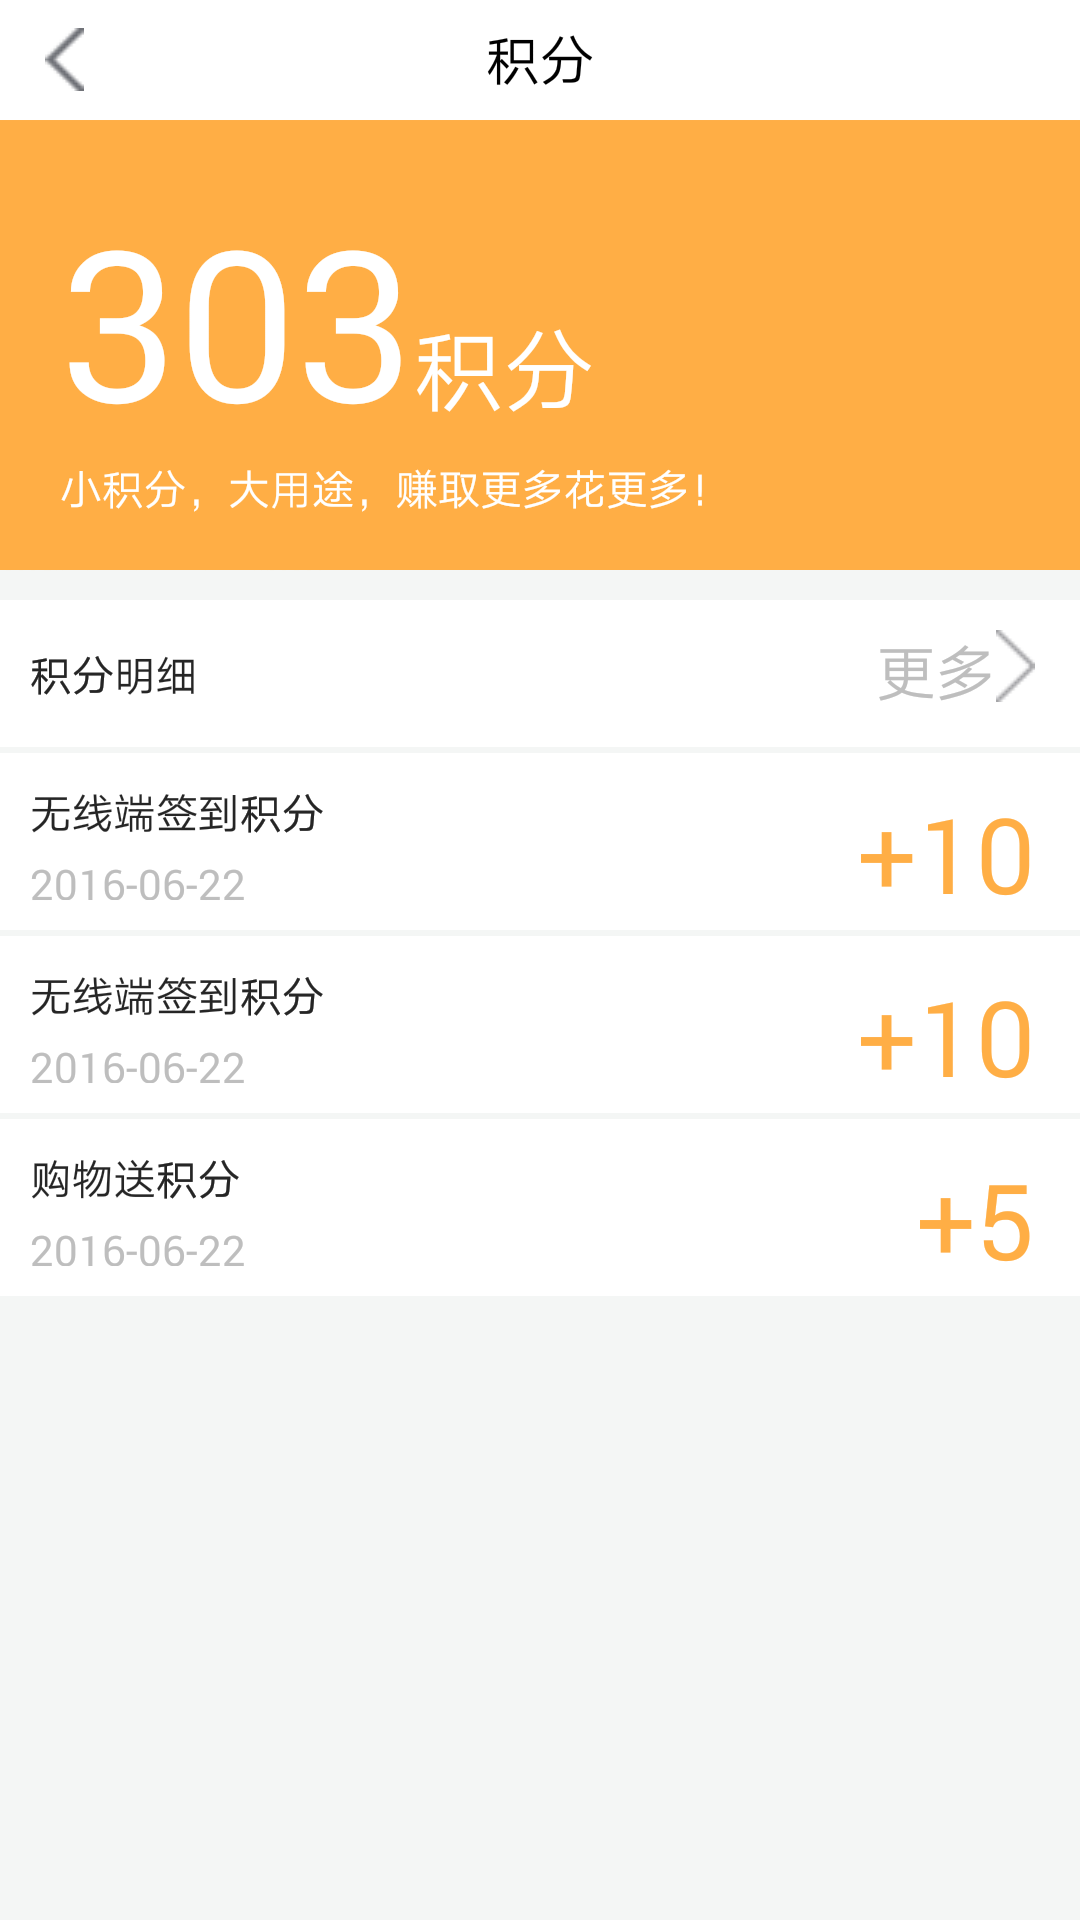 积分
303积分
小积分，大用途，赚取更多花更多!
积分明细
更多
无线端签到积分
2016-06-22
+10
无线端签到积分
2016-06-22
+10
购物送积分
2016-06-22
+5